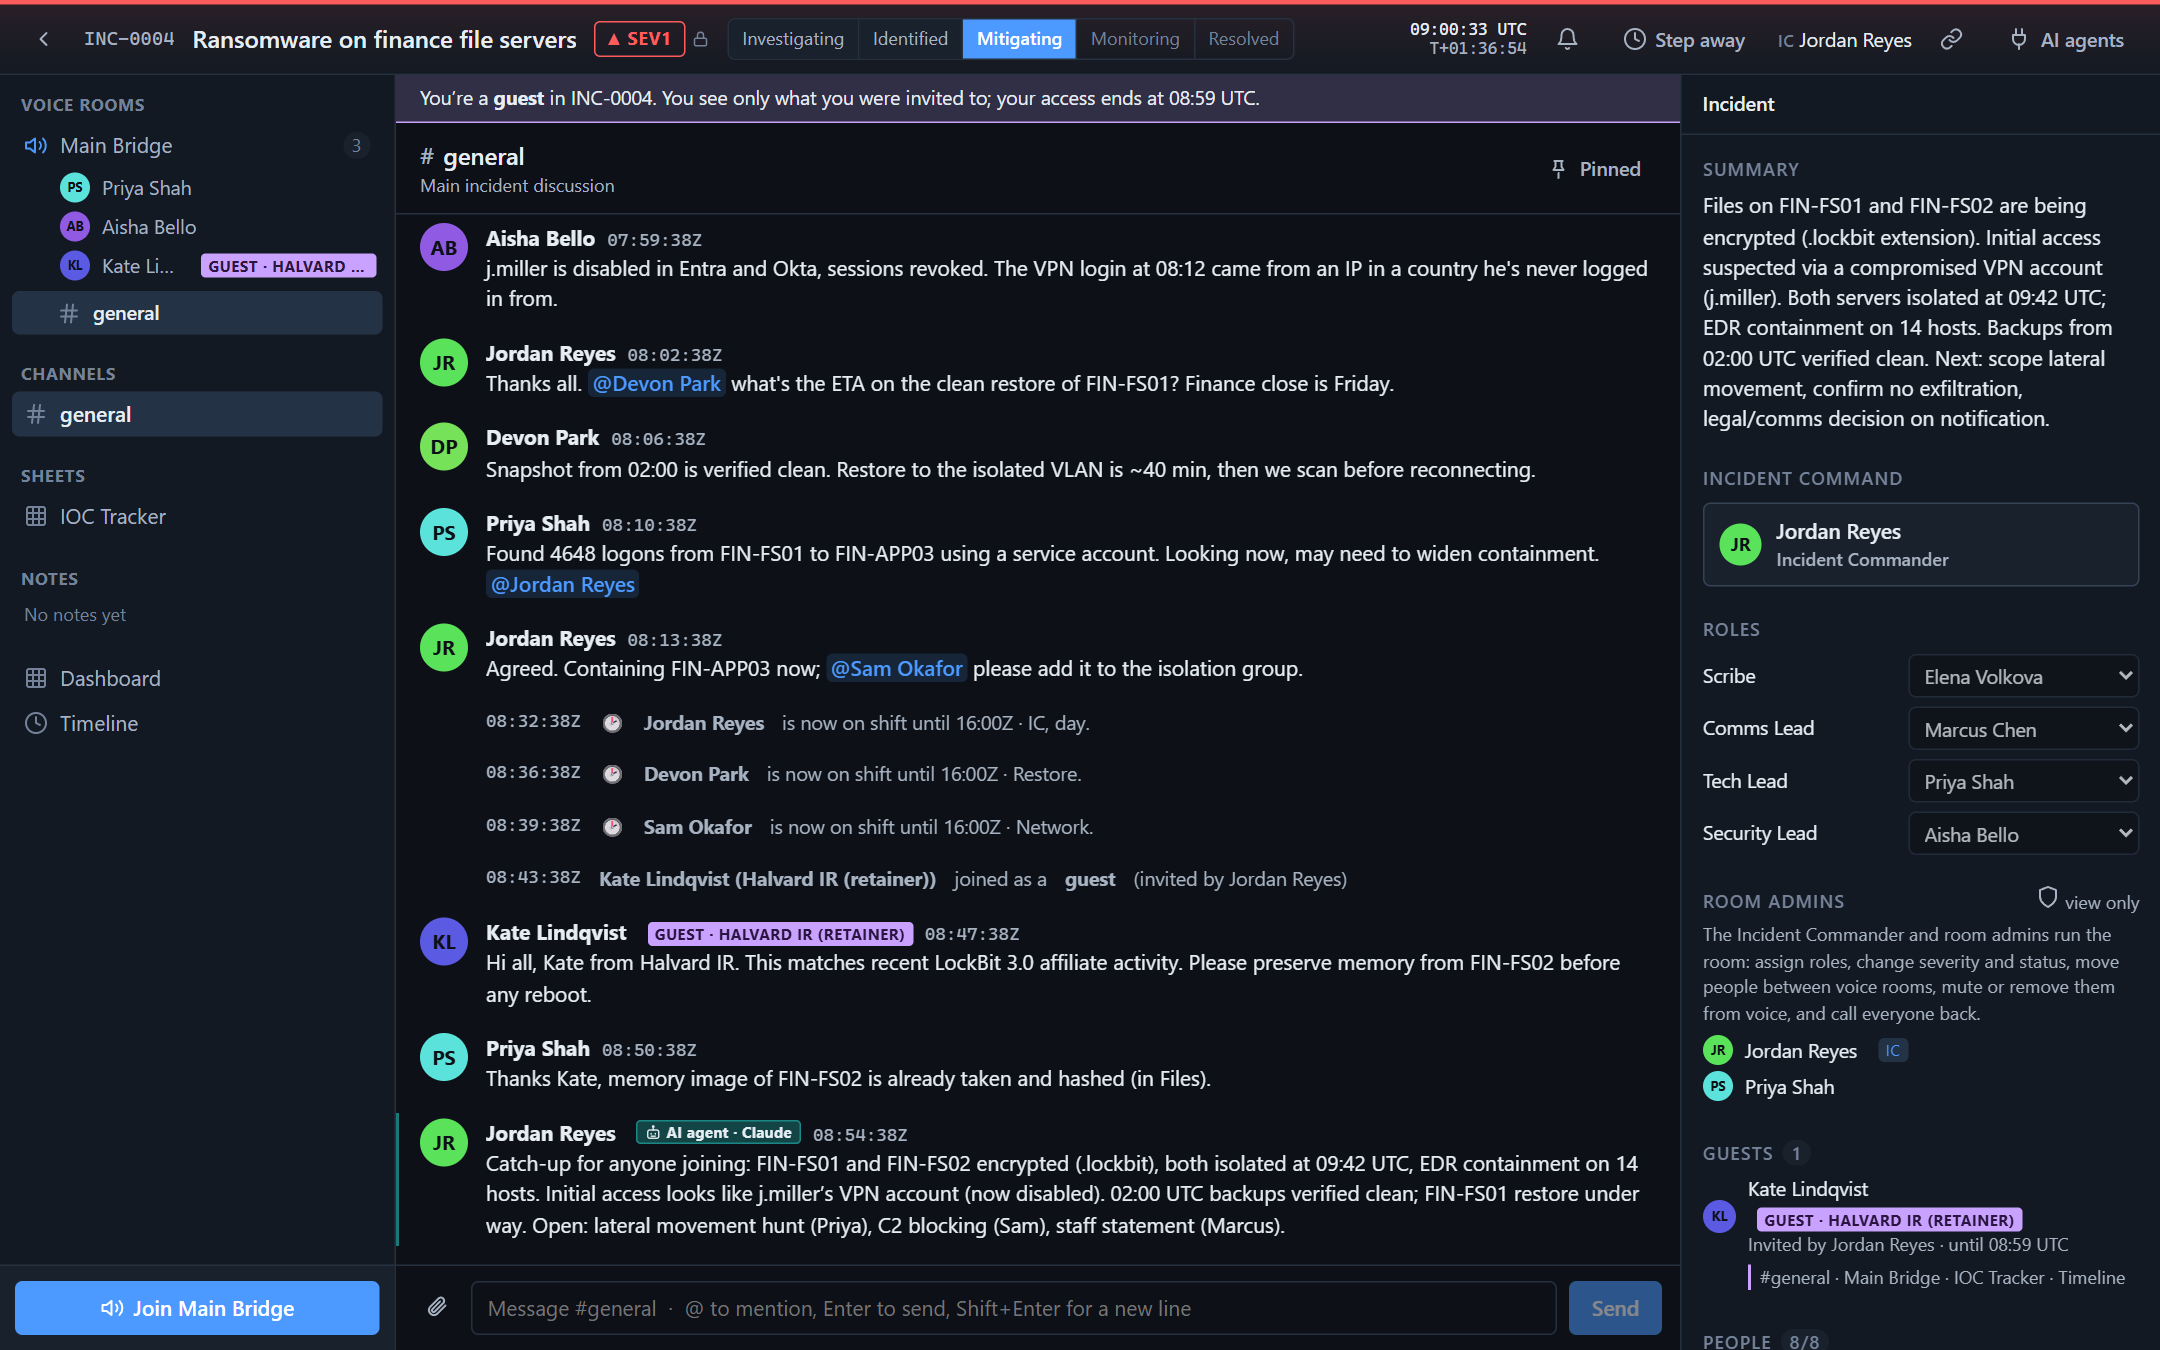 INC-0004 Ransomware on finance file servers ▲ SEV1 Investigating Identified Mitigating Monitoring Resolved 09:00:33 UTC T+01:36:54 Step away IC Jordan Reyes AI agents
VOICE ROOMS
Main Bridge 3
PS Priya Shah
AB Aisha Bello
KL Kate Li... GUEST · HALVARD ...
# general
CHANNELS
# general
SHEETS
IOC Tracker
NOTES
No notes yet
Dashboard
Timeline
Join Main Bridge
You're a guest in INC-0004. You see only what you were invited to; your access ends at 08:59 UTC.
# general
Main incident discussion
Pinned
AB Aisha Bello 07:59:38Z
j.miller is disabled in Entra and Okta, sessions revoked. The VPN login at 08:12 came from an IP in a country he's never logged
in from.
JR Jordan Reyes 08:02:38Z
Thanks all. @Devon Park what's the ETA on the clean restore of FIN-FS01? Finance close is Friday.
DP Devon Park 08:06:38Z
Snapshot from 02:00 is verified clean. Restore to the isolated VLAN is ~40 min, then we scan before reconnecting.
PS Priya Shah 08:10:38Z
Found 4648 logons from FIN-FS01 to FIN-APP03 using a service account. Looking now, may need to widen containment.
@Jordan Reyes
JR Jordan Reyes 08:13:38Z
Agreed. Containing FIN-APP03 now; @Sam Okafor please add it to the isolation group.
08:32:38Z Jordan Reyes is now on shift until 16:00Z · IC, day.
08:36:38Z Devon Park is now on shift until 16:00Z · Restore.
08:39:38Z Sam Okafor is now on shift until 16:00Z · Network.
08:43:38Z Kate Lindqvist (Halvard IR (retainer)) joined as a guest (invited by Jordan Reyes)
KL Kate Lindqvist GUEST · HALVARD IR (RETAINER) 08:47:38Z
Hi all, Kate from Halvard IR. This matches recent LockBit 3.0 affiliate activity. Please preserve memory from FIN-FS02 before
any reboot.
PS Priya Shah 08:50:38Z
Thanks Kate, memory image of FIN-FS02 is already taken and hashed (in Files).
JR Jordan Reyes AI agent · Claude 08:54:38Z
Catch-up for anyone joining: FIN-FS01 and FIN-FS02 encrypted (.lockbit), both isolated at 09:42 UTC, EDR containment on 14
hosts. Initial access looks like j.miller’s VPN account (now disabled). 02:00 UTC backups verified clean; FIN-FS01 restore under
way. Open: lateral movement hunt (Priya), C2 blocking (Sam), staff statement (Marcus).
Message #general · @ to mention, Enter to send, Shift+Enter for a new line
Send
Incident
SUMMARY
Files on FIN-FS01 and FIN-FS02 are being
encrypted (.lockbit extension). Initial access
suspected via a compromised VPN account
(j.miller). Both servers isolated at 09:42 UTC;
EDR containment on 14 hosts. Backups from
02:00 UTC verified clean. Next: scope lateral
movement, confirm no exfiltration,
legal/comms decision on notification.
INCIDENT COMMAND
JR Jordan Reyes
Incident Commander
ROLES
Scribe Elena Volkova
Comms Lead Marcus Chen
Tech Lead Priya Shah
Security Lead Aisha Bello
ROOM ADMINS view only
The Incident Commander and room admins run the
room: assign roles, change severity and status, move
people between voice rooms, mute or remove them
from voice, and call everyone back.
JR Jordan Reyes IC
PS Priya Shah
GUESTS 1
KL Kate Lindqvist
GUEST · HALVARD IR (RETAINER)
Invited by Jordan Reyes · until 08:59 UTC
#general · Main Bridge · IOC Tracker · Timeline
PEOPLE 8/8